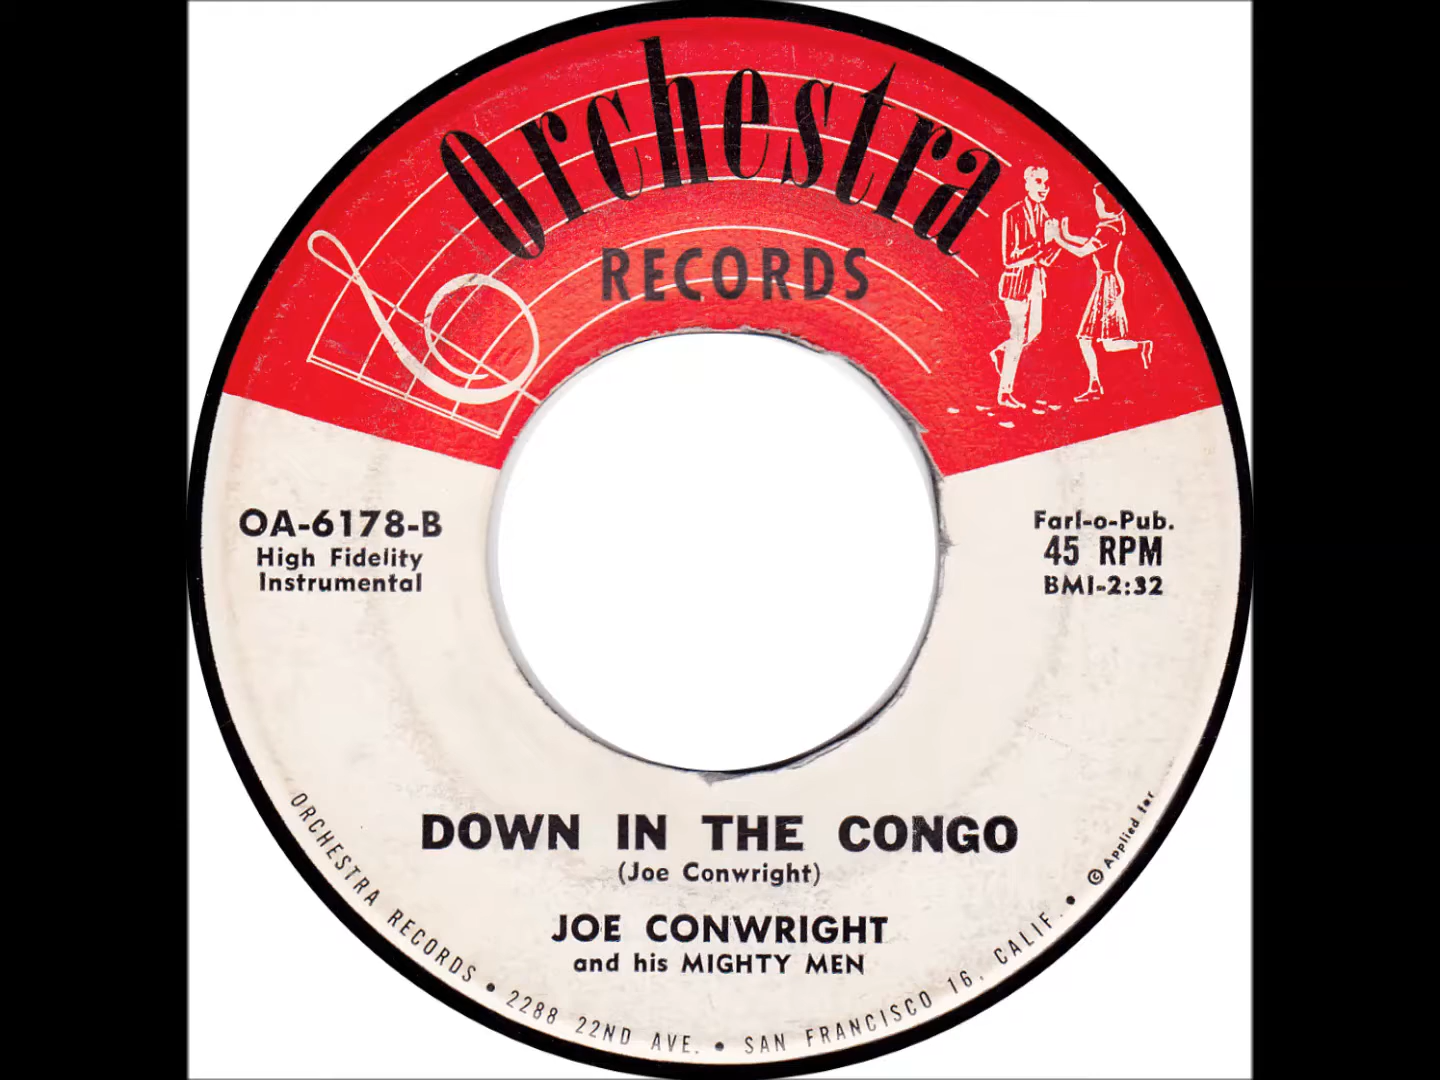 Orchestra
RECORDS
OA-6178-B
High Fidelity
Instrumental
Farl-o-Pub.
45 RPM
BMI-2:32
DOWN IN THE CONGO
(Joe Conwright)
JOE CONWRIGHT
and his MIGHTY MEN
ORCHESTRA RECORDS • 2288 22ND AVE. • SAN FRANCISCO 16, CALIF. • © Applied for